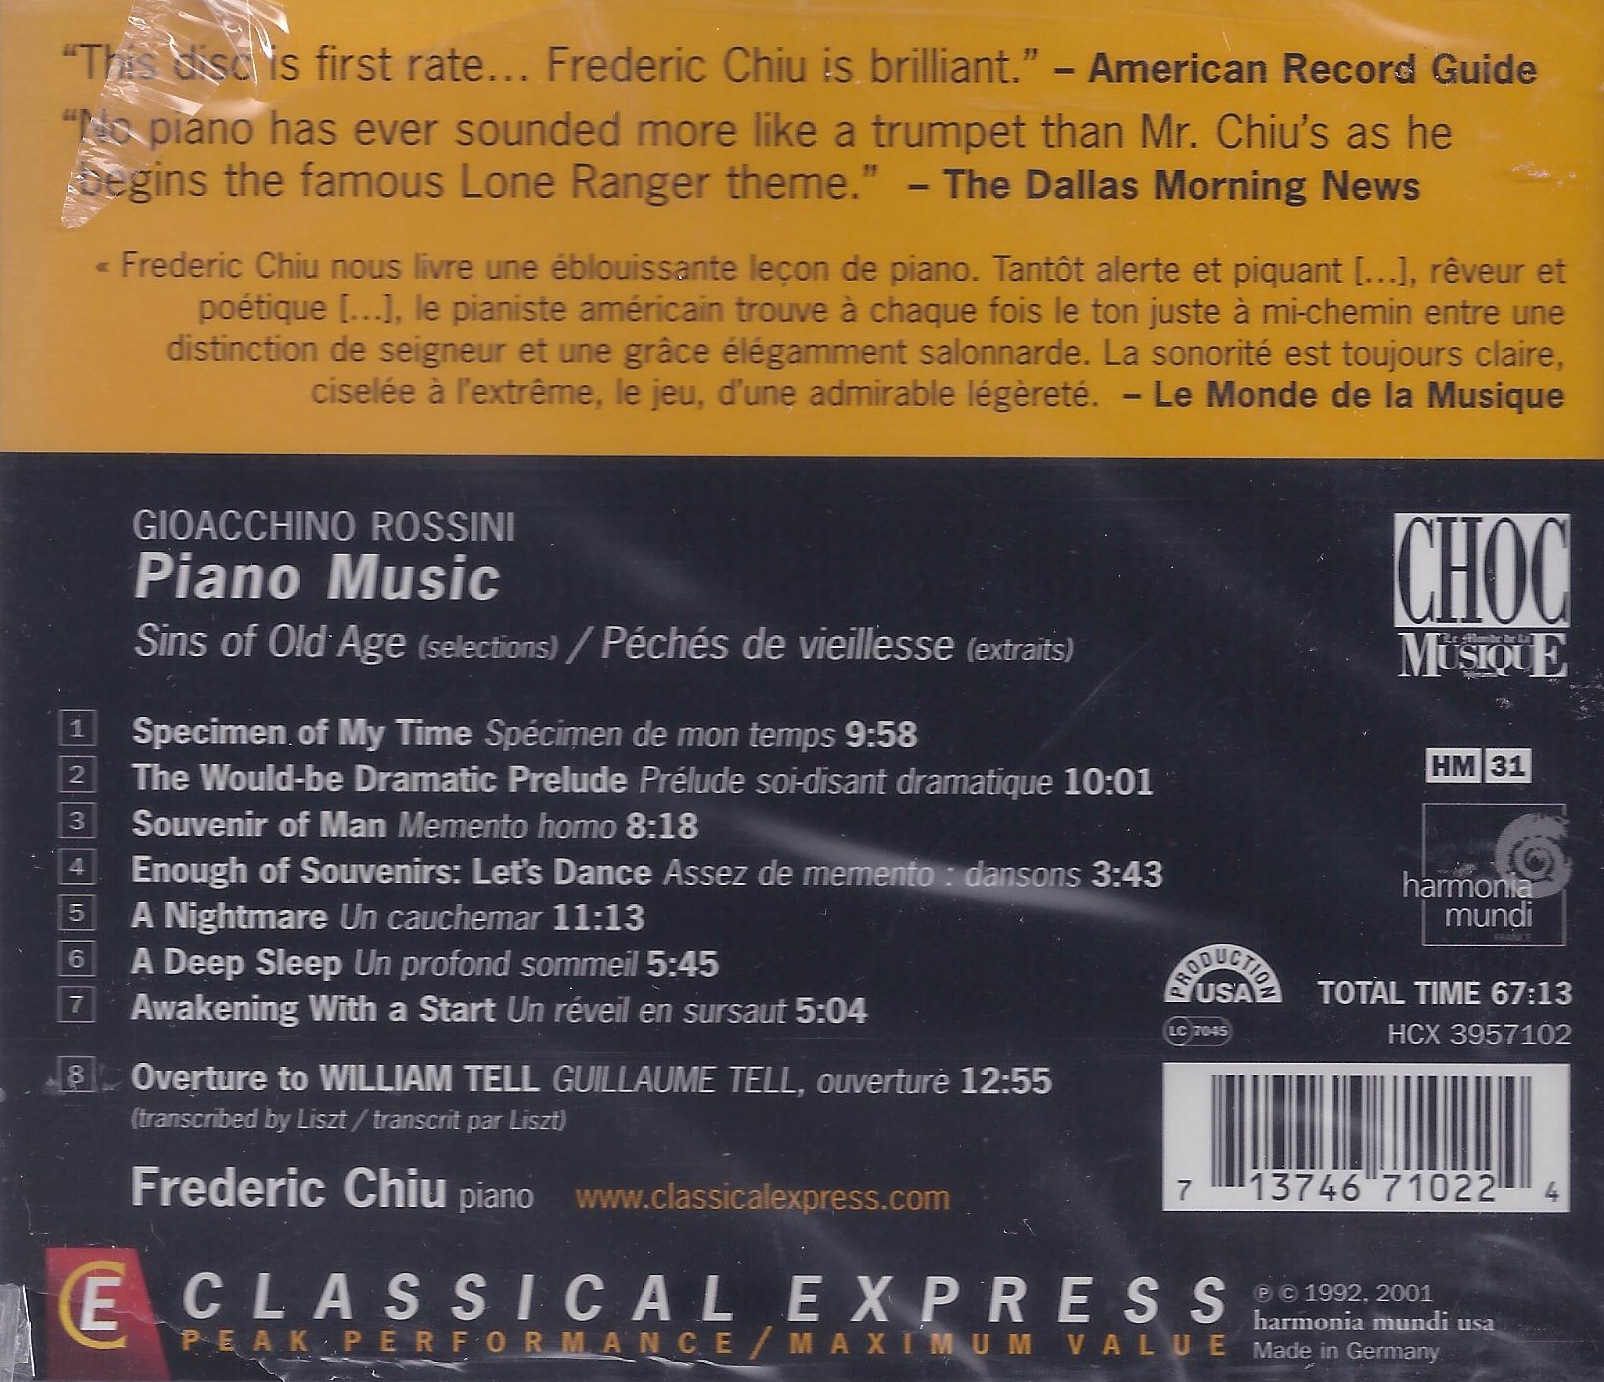 “This disc is first rate... Frederic Chiu is brilliant.” – American Record Guide
“No piano has ever sounded more like a trumpet than Mr. Chiu’s as he
begins the famous Lone Ranger theme.” – The Dallas Morning News
« Frederic Chiu nous livre une éblouissante leçon de piano. Tantôt alerte et piquant [...], rêveur et
poétique [...], le pianiste américain trouve à chaque fois le ton juste à mi-chemin entre une
distinction de seigneur et une grâce élégamment salonnarde. La sonorité est toujours claire,
ciselée à l’extrême, le jeu, d’une admirable légèreté. – Le Monde de la Musique
GIOACCHINO ROSSINI
Piano Music
Sins of Old Age (selections) / Péchés de vieillesse (extraits)
CHOC
Le Monde de la
MUSIQUE
1 Specimen of My Time Spécimen de mon temps 9:58
2 The Would-be Dramatic Prelude Prélude soi-disant dramatique 10:01
3 Souvenir of Man Memento homo 8:18
4 Enough of Souvenirs: Let’s Dance Assez de memento : dansons 3:43
5 A Nightmare Un cauchemar 11:13
6 A Deep Sleep Un profond sommeil 5:45
7 Awakening With a Start Un réveil en sursaut 5:04
8 Overture to WILLIAM TELL GUILLAUME TELL, ouverture 12:55
(transcribed by Liszt / transcrit par Liszt)
Frederic Chiu piano www.classicalexpress.com
HM 31
harmonia
mundi
FRANCE
PRODUCTION
USA
LC 7045
TOTAL TIME 67:13
HCX 3957102
7 13746 71022 4
CE CLASSICAL EXPRESS
PEAK PERFORMANCE/MAXIMUM VALUE
℗ © 1992, 2001
harmonia mundi usa
Made in Germany